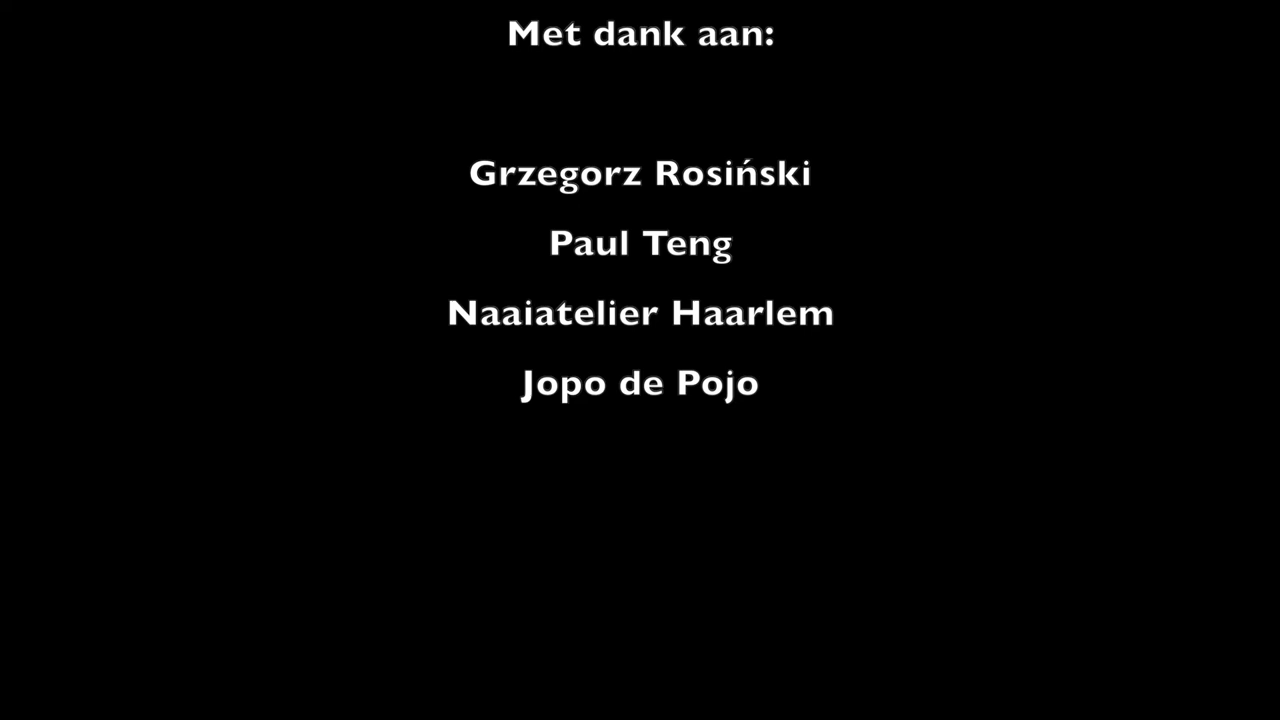 Met dank aan:
Grzegorz Rosiński
Paul Teng
Naaiatelier Haarlem
Jopo de Pojo